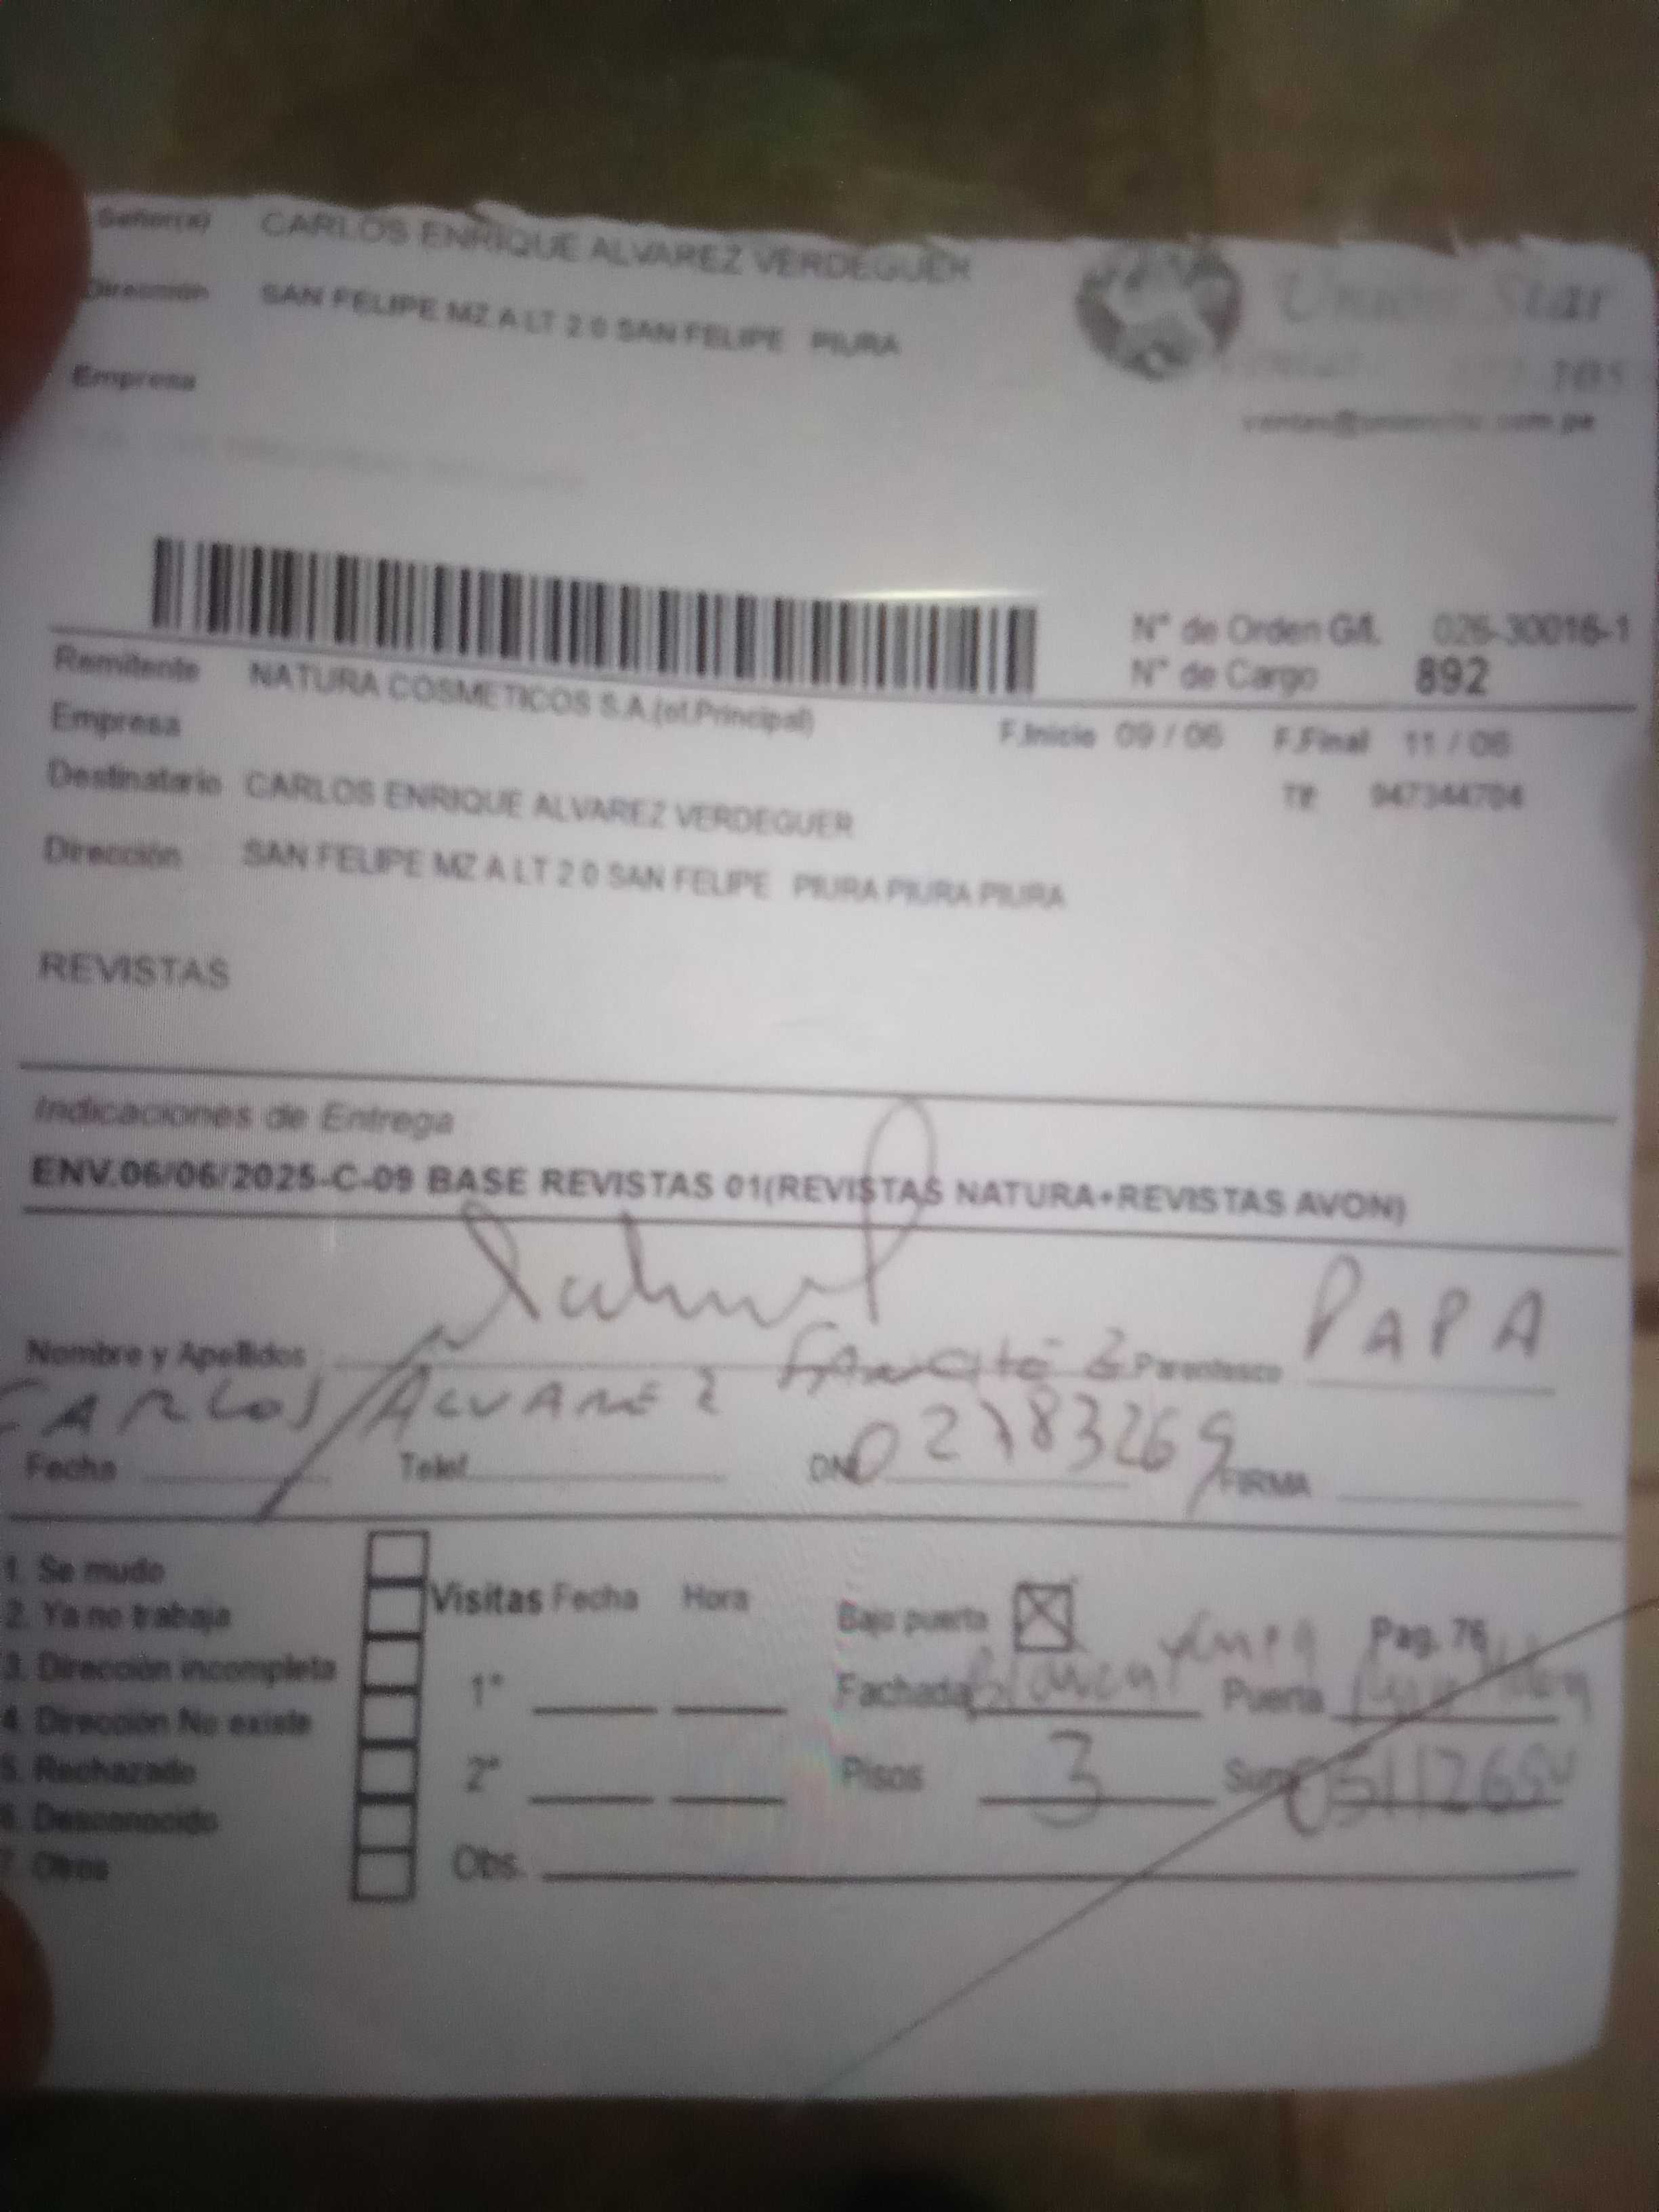 Señor(a) CARLOS ENRIQUE ALVAREZ VERDEGUER
Dirección SAN FELIPE MZ A LT 2 0 SAN FELIPE PIURA
Star
Empresa
N° de Orden G/L 026-30016-1
N° de Cargo 892
Remitente NATURA COSMETICOS S.A.(of.Principal)
Empresa F.Inicio 09 / 06 F.Final 11 / 06
Destinatario CARLOS ENRIQUE ALVAREZ VERDEGUER Tlf: 947344704
Dirección SAN FELIPE MZ A LT 2 0 SAN FELIPE PIURA PIURA PIURA
REVISTAS
Indicaciones de Entrega
ENV.06/06/2025-C-09 BASE REVISTAS 01(REVISTAS NATURA+REVISTAS AVON)
Nombre y Apellidos Parentesco PAPA
CARLOS ALVAREZ
Fecha Telef. DNI FIRMA
1. Se mudo
2. Ya no trabaja
3. Dirección incompleta
4. Dirección No existe
5. Rechazado
6. Desconocido
7. Otros
Visitas Fecha Hora
1°
2°
Obs.
Bajo puerta Pag. 76
Fachada Puerta
Pisos 3